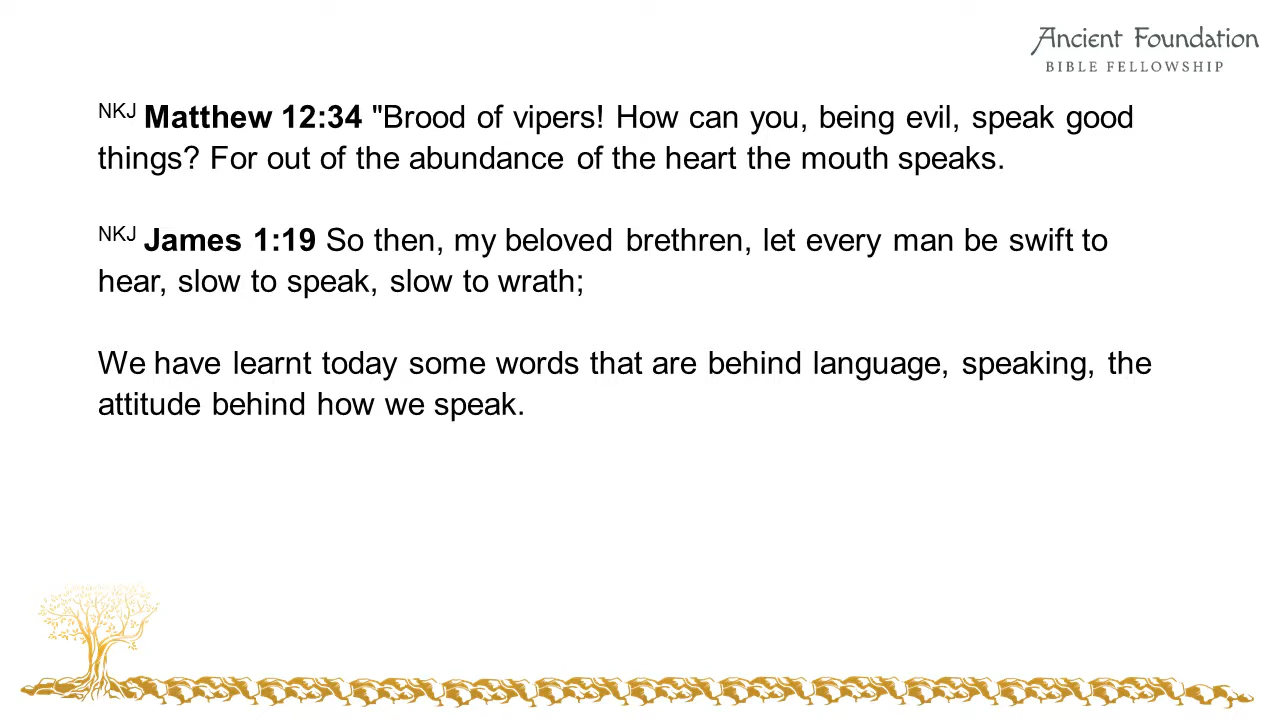 Ancient Foundation
BIBLE FELLOWSHIP
NKJ Matthew 12:34 "Brood of vipers! How can you, being evil, speak good
things? For out of the abundance of the heart the mouth speaks.
NKJ James 1:19 So then, my beloved brethren, let every man be swift to
hear, slow to speak, slow to wrath;
We have learnt today some words that are behind language, speaking, the
attitude behind how we speak.